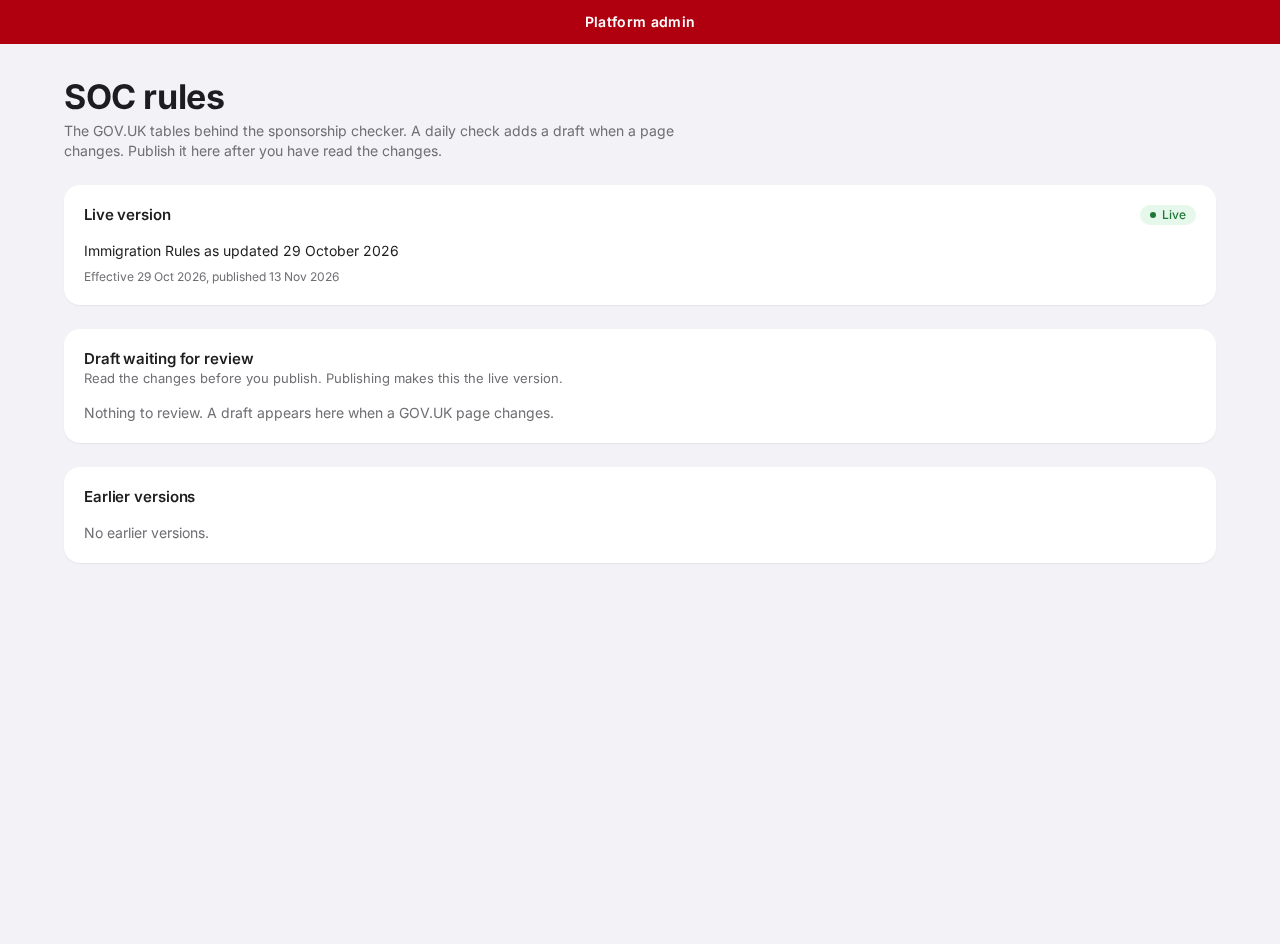 Platform admin
SOC rules
The GOV.UK tables behind the sponsorship checker. A daily check adds a draft when a page
changes. Publish it here after you have read the changes.
Live version
Live
Immigration Rules as updated 29 October 2026
Effective 29 Oct 2026, published 13 Nov 2026
Draft waiting for review
Read the changes before you publish. Publishing makes this the live version.
Nothing to review. A draft appears here when a GOV.UK page changes.
Earlier versions
No earlier versions.